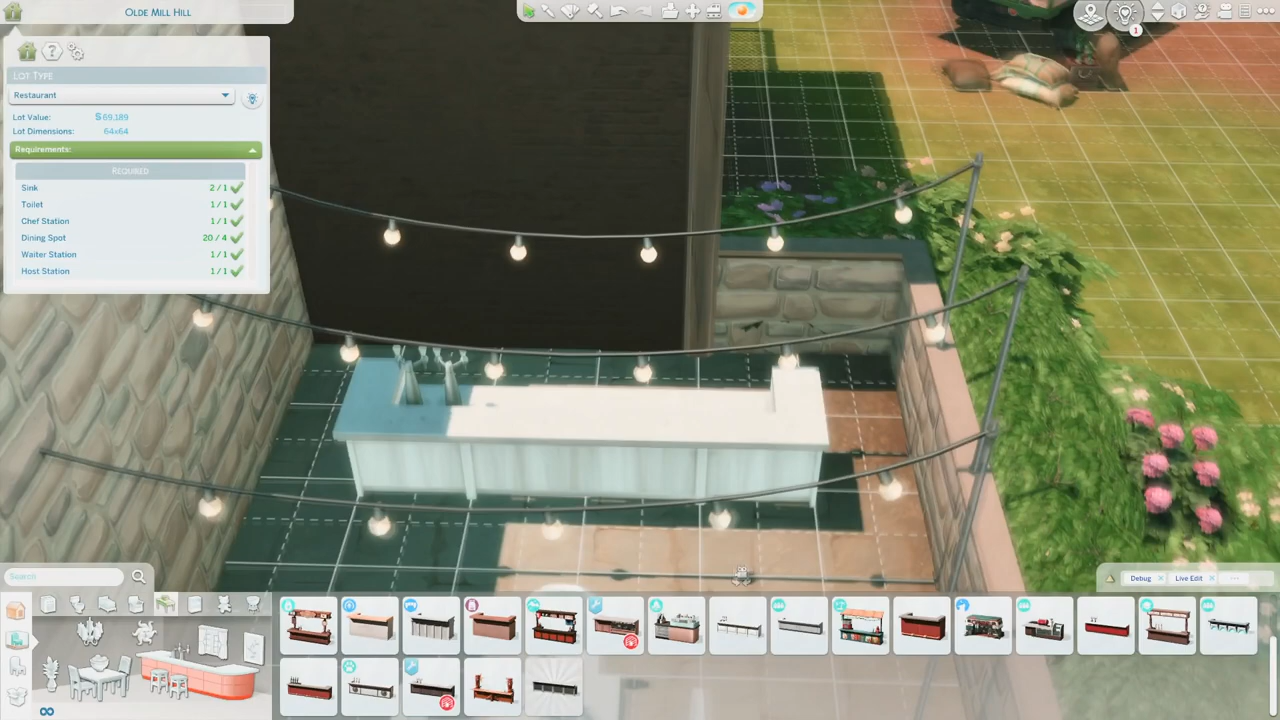 Olde Mill Hill
Lot Type
Restaurant
Lot Value: §69,189
Lot Dimensions: 64x64
Requirements:
Required
Sink 2 / 1
Toilet 1 / 1
Chef Station 1 / 1
Dining Spot 20 / 4
Waiter Station 1 / 1
Host Station 1 / 1
1
Debug Live Edit ...
Search